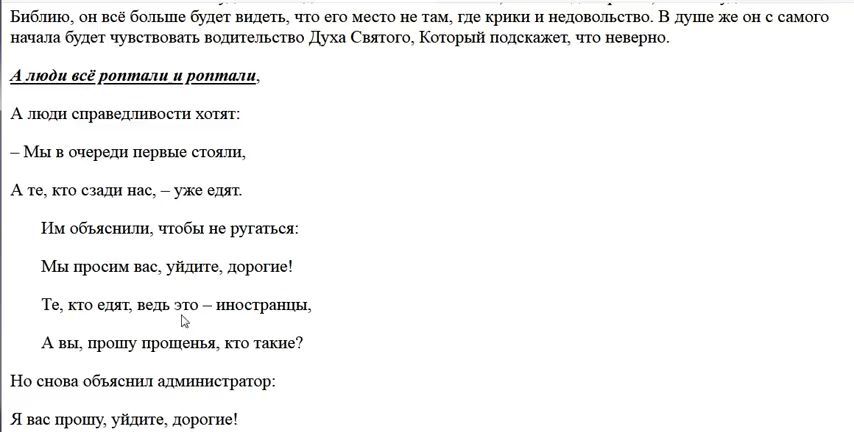 Библию, он всё больше будет видеть, что его место не там, где крики и недовольство. В душе же он с самого
начала будет чувствовать водительство Духа Святого, Который подскажет, что неверно.
А люди всё роптали и роптали,
А люди справедливости хотят:
– Мы в очереди первые стояли,
А те, кто сзади нас, – уже едят.
Им объяснили, чтобы не ругаться:
Мы просим вас, уйдите, дорогие!
Те, кто едят, ведь это – иностранцы,
А вы, прошу прощенья, кто такие?
Но снова объяснил администратор:
Я вас прошу, уйдите, дорогие!